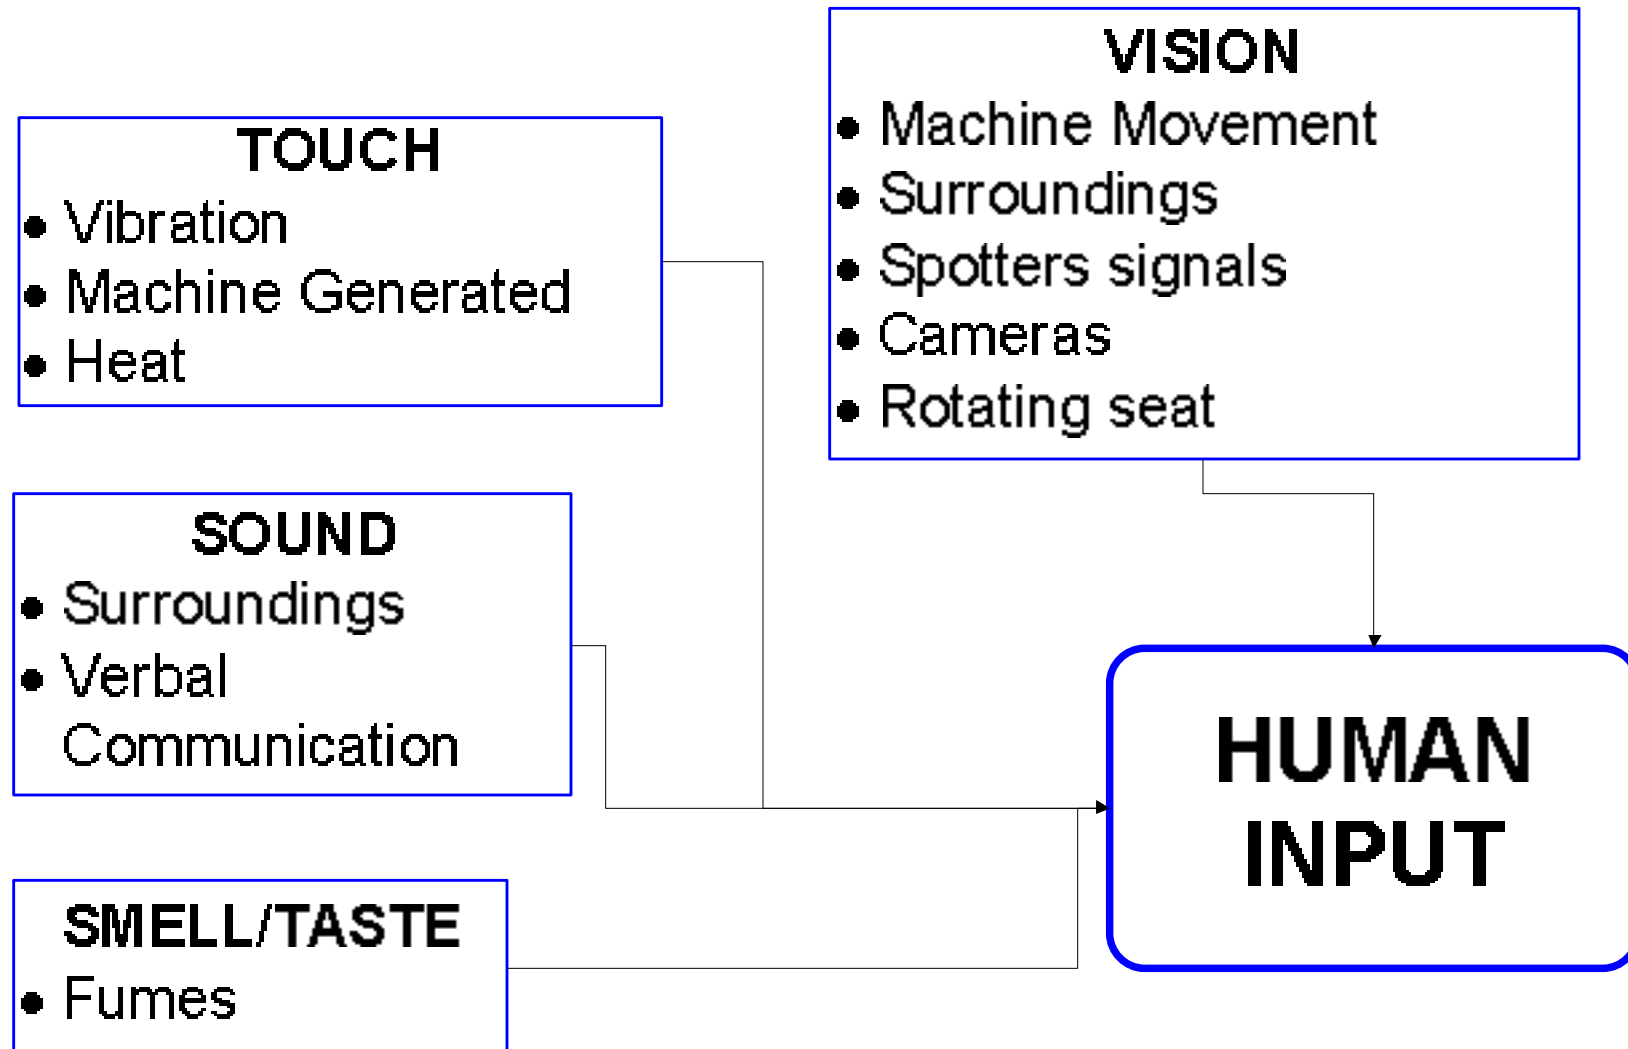 VISION
● Machine Movement
● Surroundings
● Spotters signals
● Cameras
● Rotating seat
TOUCH
● Vibration
● Machine Generated
● Heat
SOUND
● Surroundings
● Verbal
Communication
SMELL/TASTE
● Fumes
HUMAN
INPUT